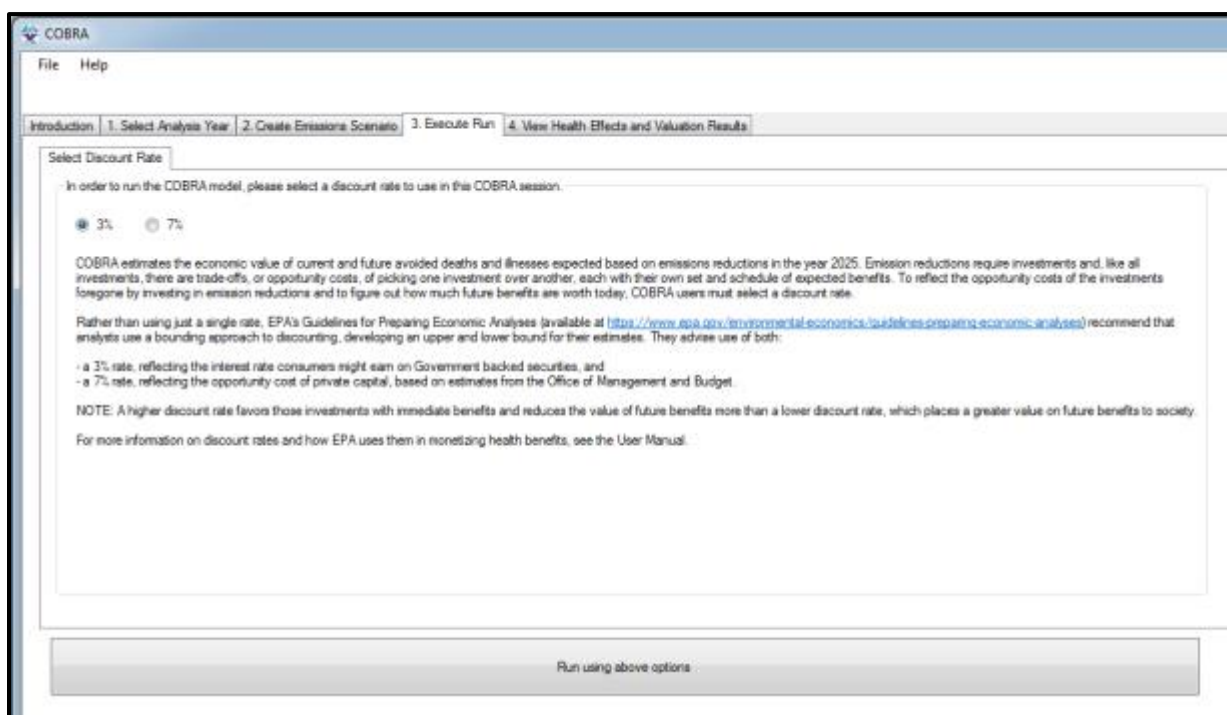 COBRA
File Help
Introduction 1. Select Analysis Year 2. Create Emissions Scenario 3. Execute Run 4. View Health Effects and Valuation Results
Select Discount Rate
In order to run the COBRA model, please select a discount rate to use in this COBRA session.
3% 7%
COBRA estimates the economic value of current and future avoided deaths and illnesses expected based on emissions reductions in the year 2025. Emission reductions require investments and, like all
investments, there are trade-offs, or opportunity costs, of picking one investment over another, each with their own set and schedule of expected benefits. To reflect the opportunity costs of the investments
foregone by investing in emission reductions and to figure out how much future benefits are worth today, COBRA users must select a discount rate.
Rather than using just a single rate, EPA's Guidelines for Preparing Economic Analyses (available at https://www.epa.gov/environmental-economics/guidelines-preparing-economic-analyses) recommend that
analysts use a bounding approach to discounting, developing an upper and lower bound for their estimates. They advise use of both:
- a 3% rate, reflecting the interest rate consumers might earn on Government backed securities, and
- a 7% rate, reflecting the opportunity cost of private capital, based on estimates from the Office of Management and Budget.
NOTE: A higher discount rate favors those investments with immediate benefits and reduces the value of future benefits more than a lower discount rate, which places a greater value on future benefits to society.
For more information on discount rates and how EPA uses them in monetizing health benefits, see the User Manual.
Run using above options